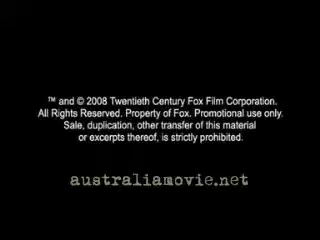 ™ and © 2008 Twentieth Century Fox Film Corporation.
All Rights Reserved. Property of Fox. Promotional use only.
Sale, duplication, other transfer of this material
or excerpts thereof, is strictly prohibited.
australiamovie.net